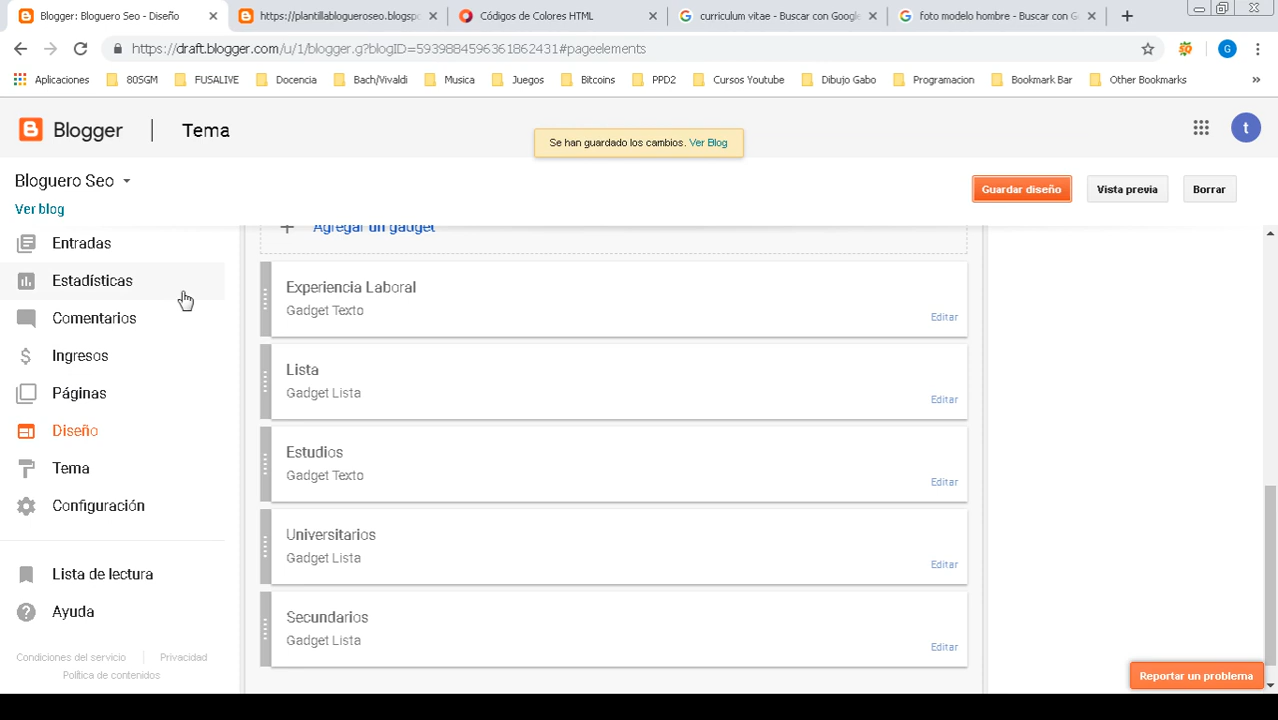 Blogger: Bloguero Seo - Diseño
https://plantillablogueroseo.blogspo
Códigos de Colores HTML
curriculum vitae - Buscar con Google
foto modelo hombre - Buscar con G
https://draft.blogger.com/u/1/blogger.g?blogID=5939884596361862431#pageelements
G
Aplicaciones
80SGM
FUSALIVE
Docencia
Bach/Vivaldi
Musica
Juegos
Bitcoins
PPD2
Cursos Youtube
Dibujo Gabo
Programacion
Bookmark Bar
Other Bookmarks
Blogger
Tema
Se han guardado los cambios. Ver Blog
t
Bloguero Seo
Ver blog
Guardar diseño
Vista previa
Borrar
Entradas
Estadísticas
Comentarios
Ingresos
Páginas
Diseño
Tema
Configuración
Lista de lectura
Ayuda
Condiciones del servicio
Privacidad
Política de contenidos
Agregar un gadget
Experiencia Laboral
Gadget Texto
Editar
Lista
Gadget Lista
Editar
Estudios
Gadget Texto
Editar
Universitarios
Gadget Lista
Editar
Secundarios
Gadget Lista
Editar
Reportar un problema